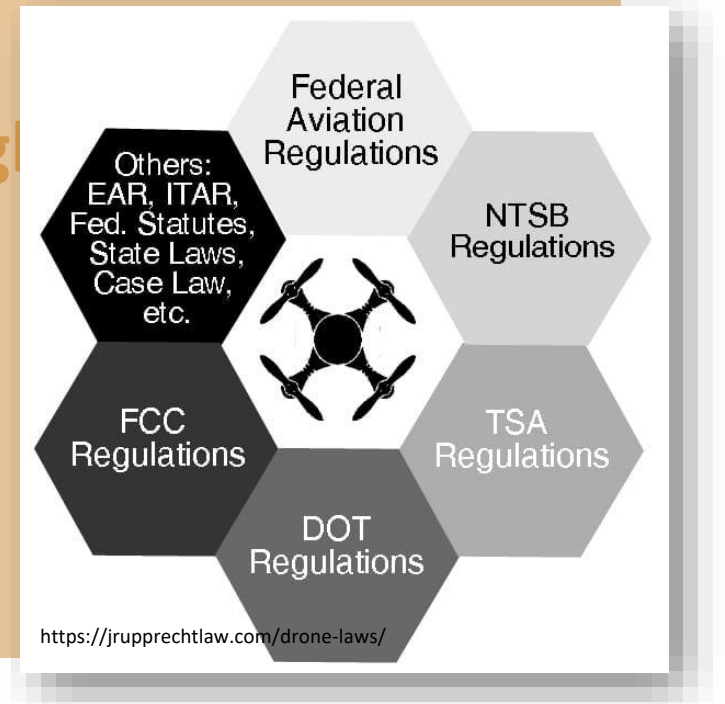 Federal
Aviation
Regulations
NTSB
Regulations
TSA
Regulations
DOT
Regulations
FCC
Regulations
Others:
EAR, ITAR,
Fed. Statutes,
State Laws,
Case Law,
etc.
https://jrupprechtlaw.com/drone-laws/